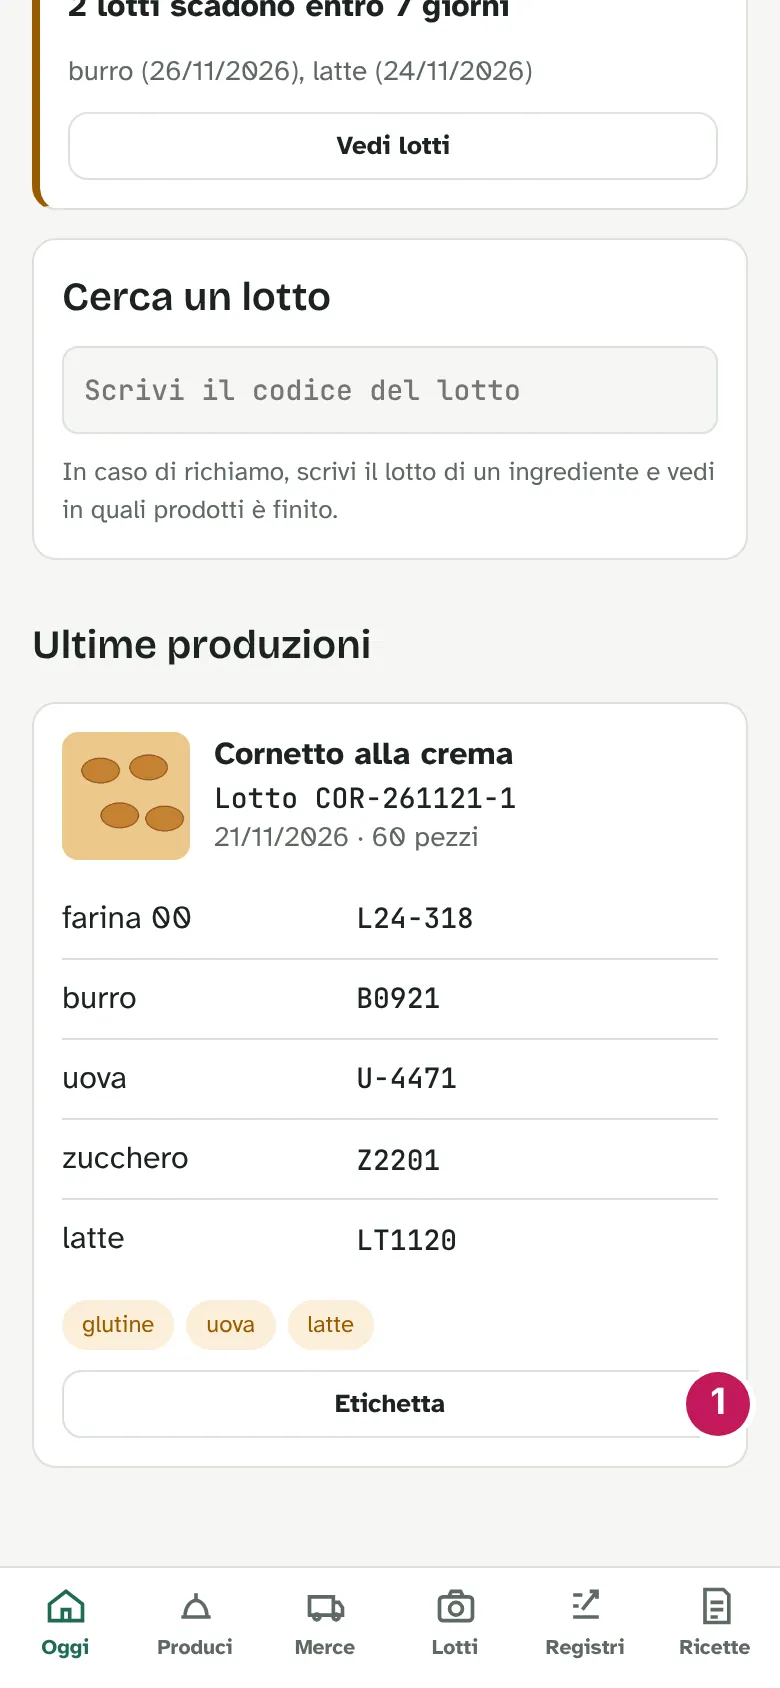 2 lotti scadono entro 7 giorni
burro (26/11/2026), latte (24/11/2026)
Vedi lotti
Cerca un lotto
Scrivi il codice del lotto
In caso di richiamo, scrivi il lotto di un ingrediente e vedi
in quali prodotti è finito.
Ultime produzioni
Cornetto alla crema
Lotto COR-261121-1
21/11/2026 · 60 pezzi
farina 00 L24-318
burro B0921
uova U-4471
zucchero Z2201
latte LT1120
glutine uova latte
Etichetta 1
Oggi Produci Merce Lotti Registri Ricette